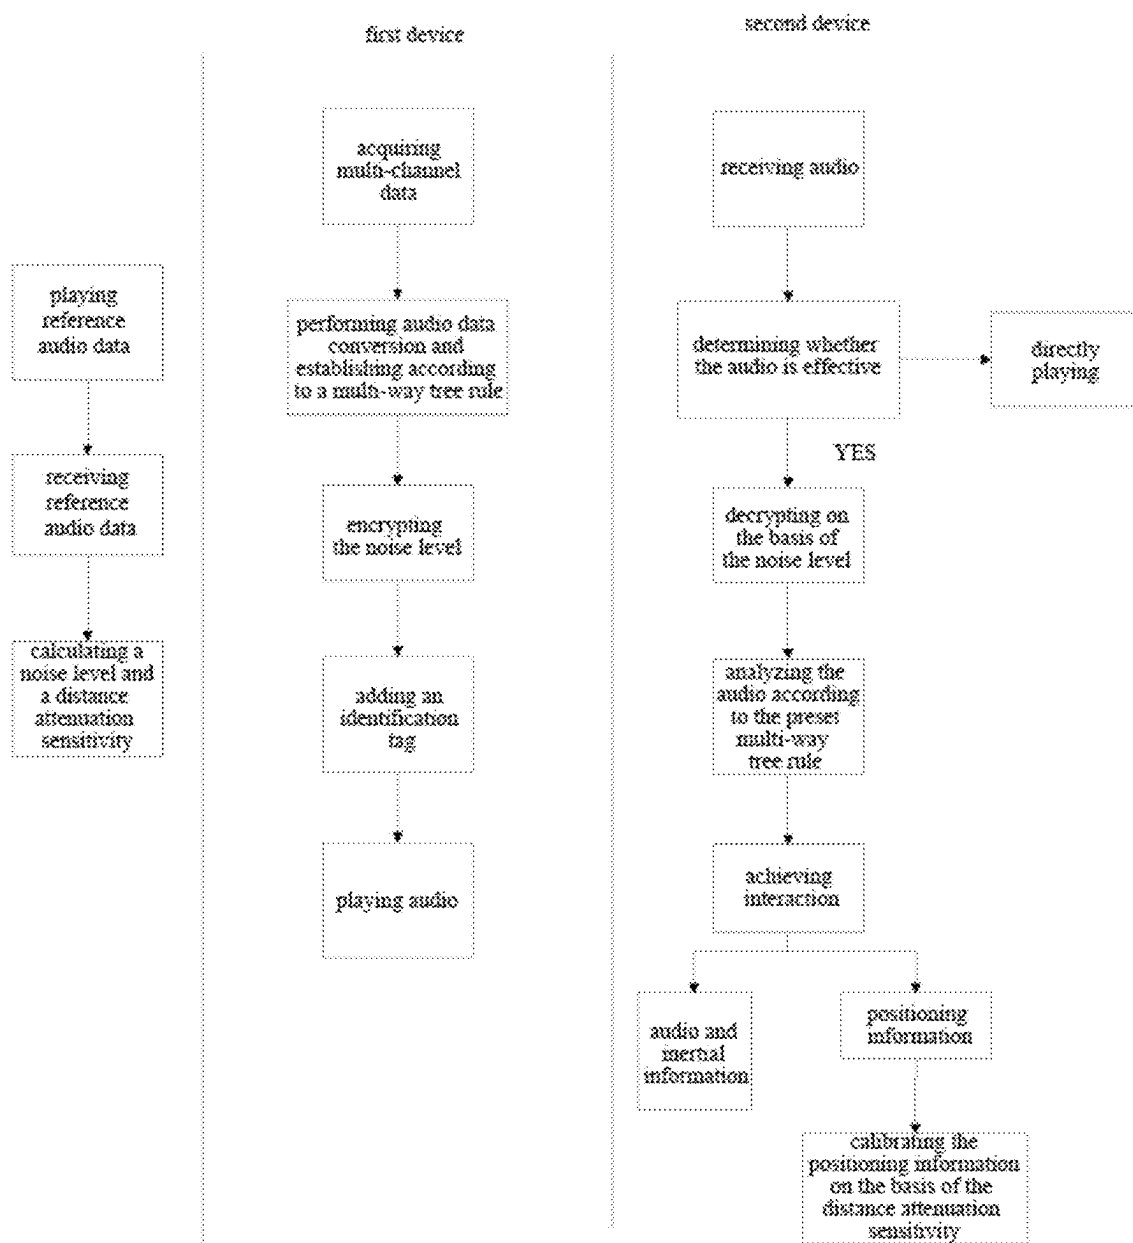 first device
second device
playing
reference
audio data
receiving
reference
audio data
calculating a
noise level and
a distance
attenuation
sensitivity
acquiring
multi-channel
data
performing audio data
conversion and
establishing according
to a multi-way tree rule
encrypting
the noise level
adding an
identification
tag
playing audio
receiving audio
determining whether
the audio is effective
directly
playing
YES
decrypting on
the basis of
the noise level
analyzing the
audio according
to the preset
multi-way
tree rule
achieving
interaction
audio and
inertial
information
positioning
information
calibrating the
positioning information
on the basis of the
distance attenuation
sensitivity